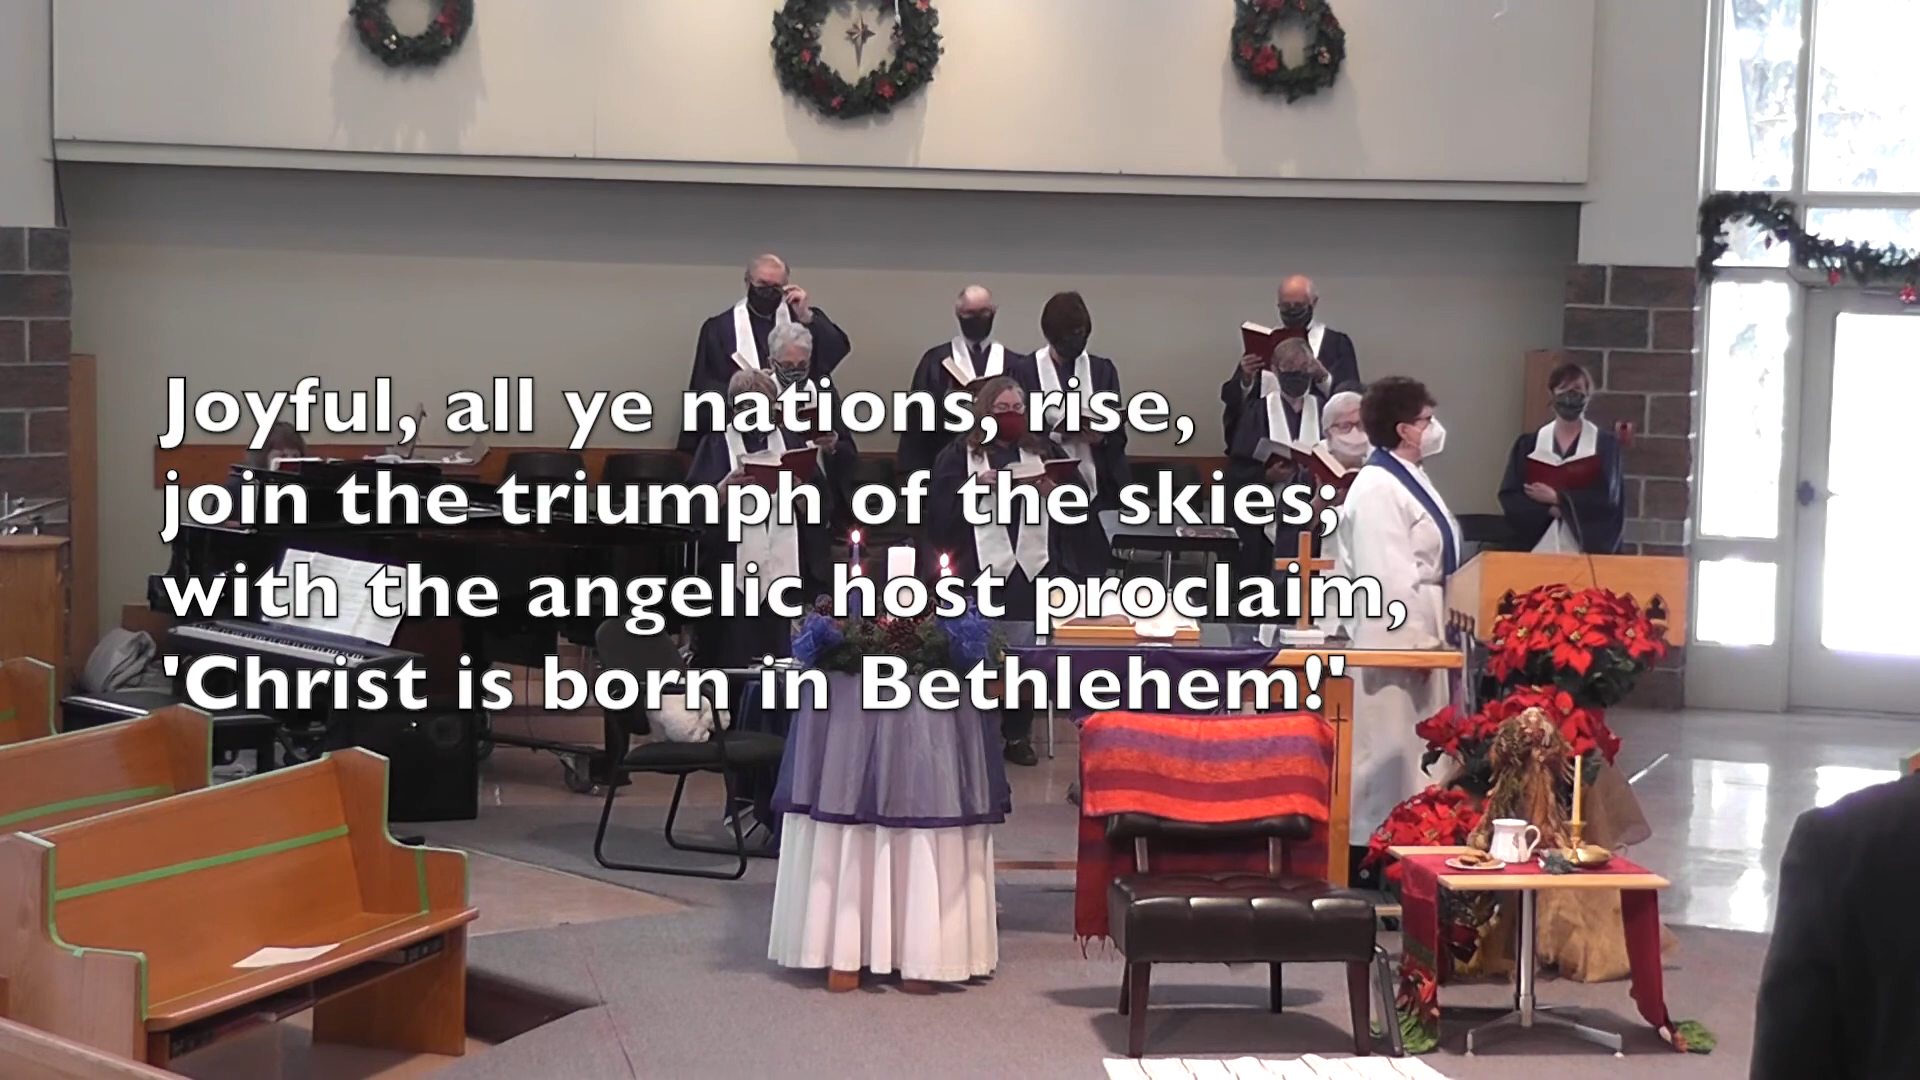 Joyful, all ye nations, rise,
join the triumph of the skies;
with the angelic host proclaim,
'Christ is born in Bethlehem!'